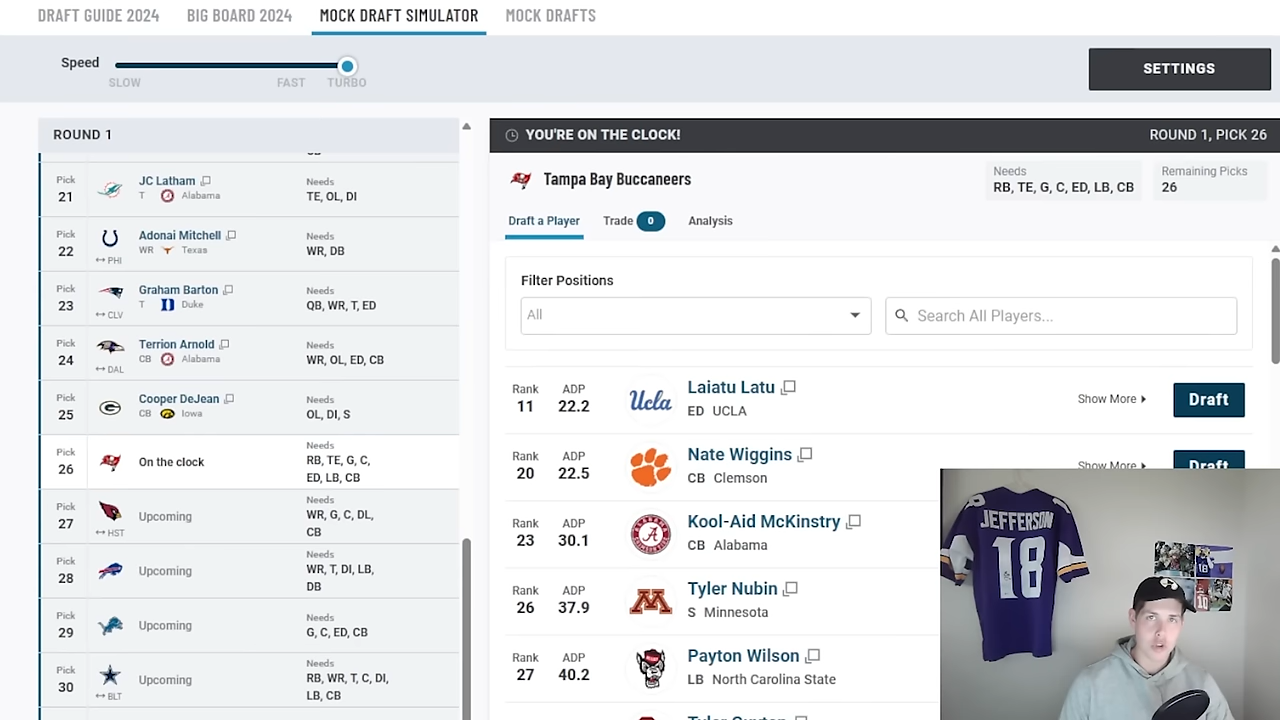 DRAFT GUIDE 2024 BIG BOARD 2024 MOCK DRAFT SIMULATOR MOCK DRAFTS
Speed
SLOW FAST TURBO
SETTINGS
ROUND 1
Pick 21
JC Latham
T Alabama
Needs
TE, OL, DI
Pick 22
PHI
Adonai Mitchell
WR Texas
Needs
WR, DB
Pick 23
CLV
Graham Barton
T Duke
Needs
QB, WR, T, ED
Pick 24
DAL
Terrion Arnold
CB Alabama
Needs
WR, OL, ED, CB
Pick 25
Cooper DeJean
CB Iowa
Needs
OL, DI, S
Pick 26
On the clock
Needs
RB, TE, G, C,
ED, LB, CB
Pick 27
HST
Upcoming
Needs
WR, G, C, DL,
CB
Pick 28
Upcoming
Needs
WR, T, DI, LB,
DB
Pick 29
Upcoming
Needs
G, C, ED, CB
Pick 30
BLT
Upcoming
Needs
RB, WR, T, C, DI,
LB, CB
YOU'RE ON THE CLOCK! ROUND 1, PICK 26
Tampa Bay Buccaneers
Needs
RB, TE, G, C, ED, LB, CB
Remaining Picks
26
Draft a Player Trade 0 Analysis
Filter Positions
All
Search All Players...
Rank 11
ADP 22.2
Ucla
Laiatu Latu
ED UCLA
Show More
Draft
Rank 20
ADP 22.5
Nate Wiggins
CB Clemson
Show More
Draft
Rank 23
ADP 30.1
Kool-Aid McKinstry
CB Alabama
Rank 26
ADP 37.9
Tyler Nubin
S Minnesota
Rank 27
ADP 40.2
Payton Wilson
LB North Carolina State
JEFFERSON
18